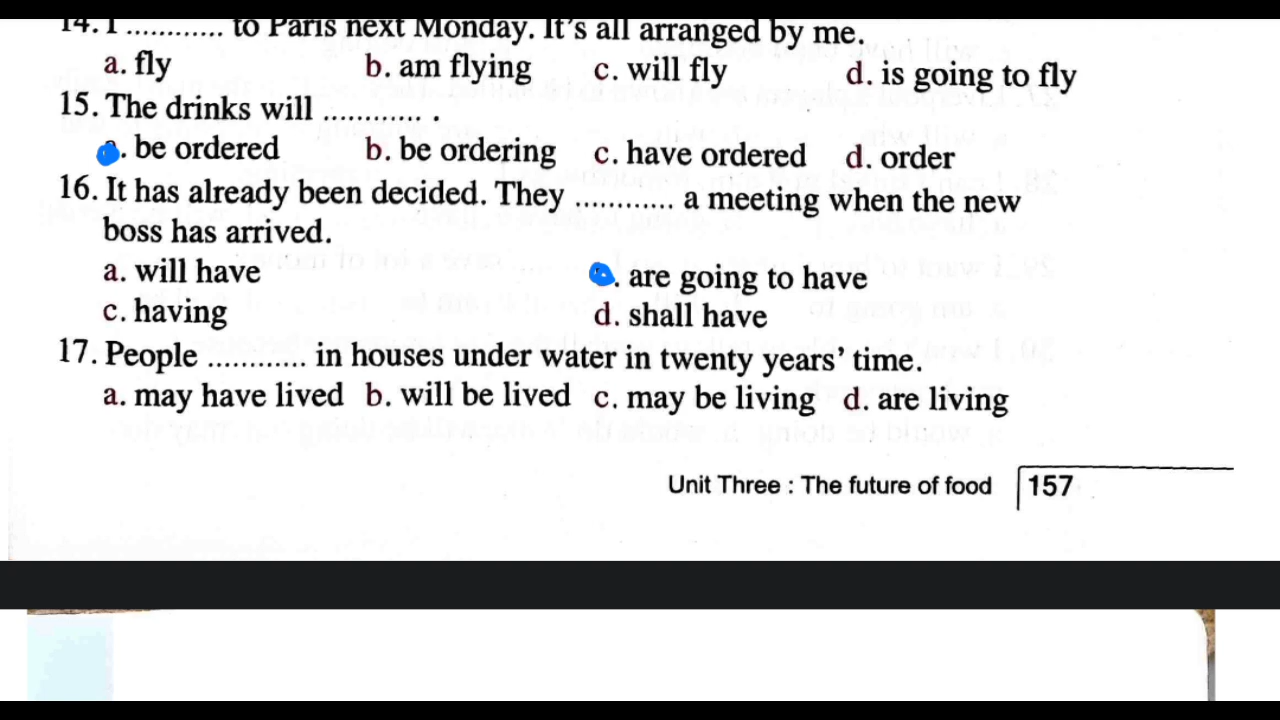 14. I ............ to Paris next Monday. It's all arranged by me.
a. fly b. am flying c. will fly d. is going to fly
15. The drinks will ............ .
. be ordered b. be ordering c. have ordered d. order
16. It has already been decided. They ............ a meeting when the new
boss has arrived.
a. will have . are going to have
c. having d. shall have
17. People ............ in houses under water in twenty years' time.
a. may have lived b. will be lived c. may be living d. are living
Unit Three : The future of food 157